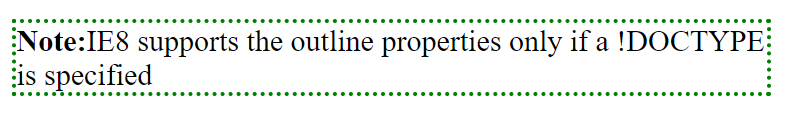 Note:IE8 supports the outline properties only if a !DOCTYPE
is specified